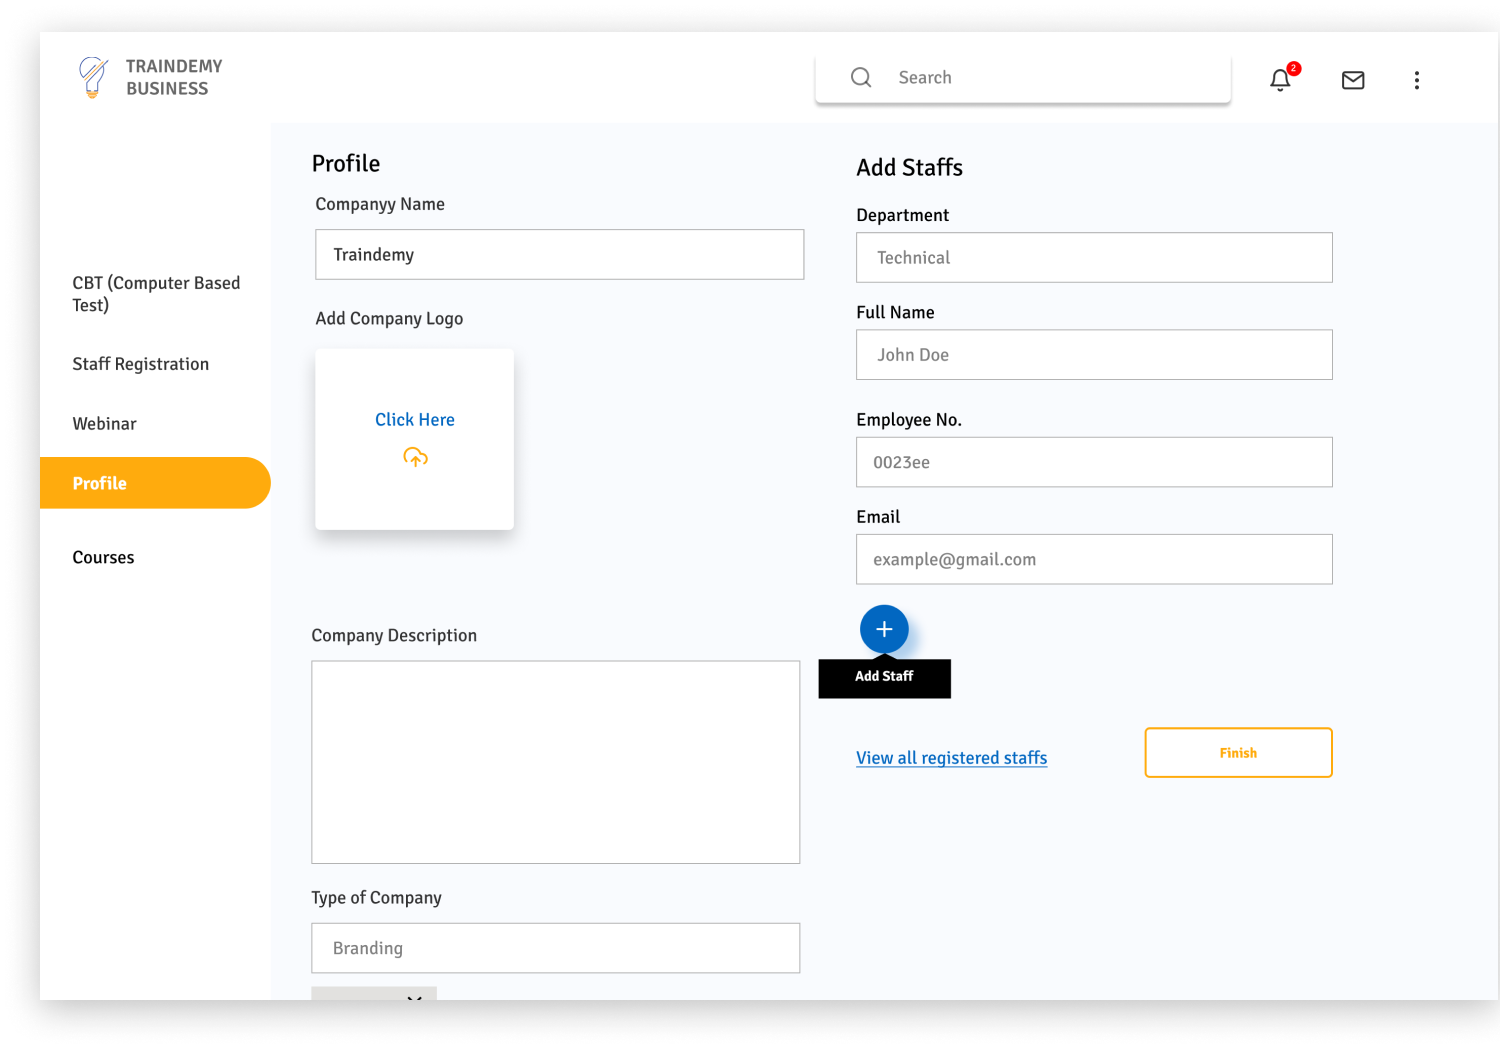 TRAINDEMY
BUSINESS
Search
2
CBT (Computer Based
Test)
Staff Registration
Webinar
Profile
Courses
Profile
Companyy Name
Traindemy
Add Company Logo
Click Here
Company Description
Type of Company
Branding
Add Staffs
Department
Technical
Full Name
John Doe
Employee No.
0023ee
Email
example@gmail.com
Add Staff
View all registered staffs
Finish